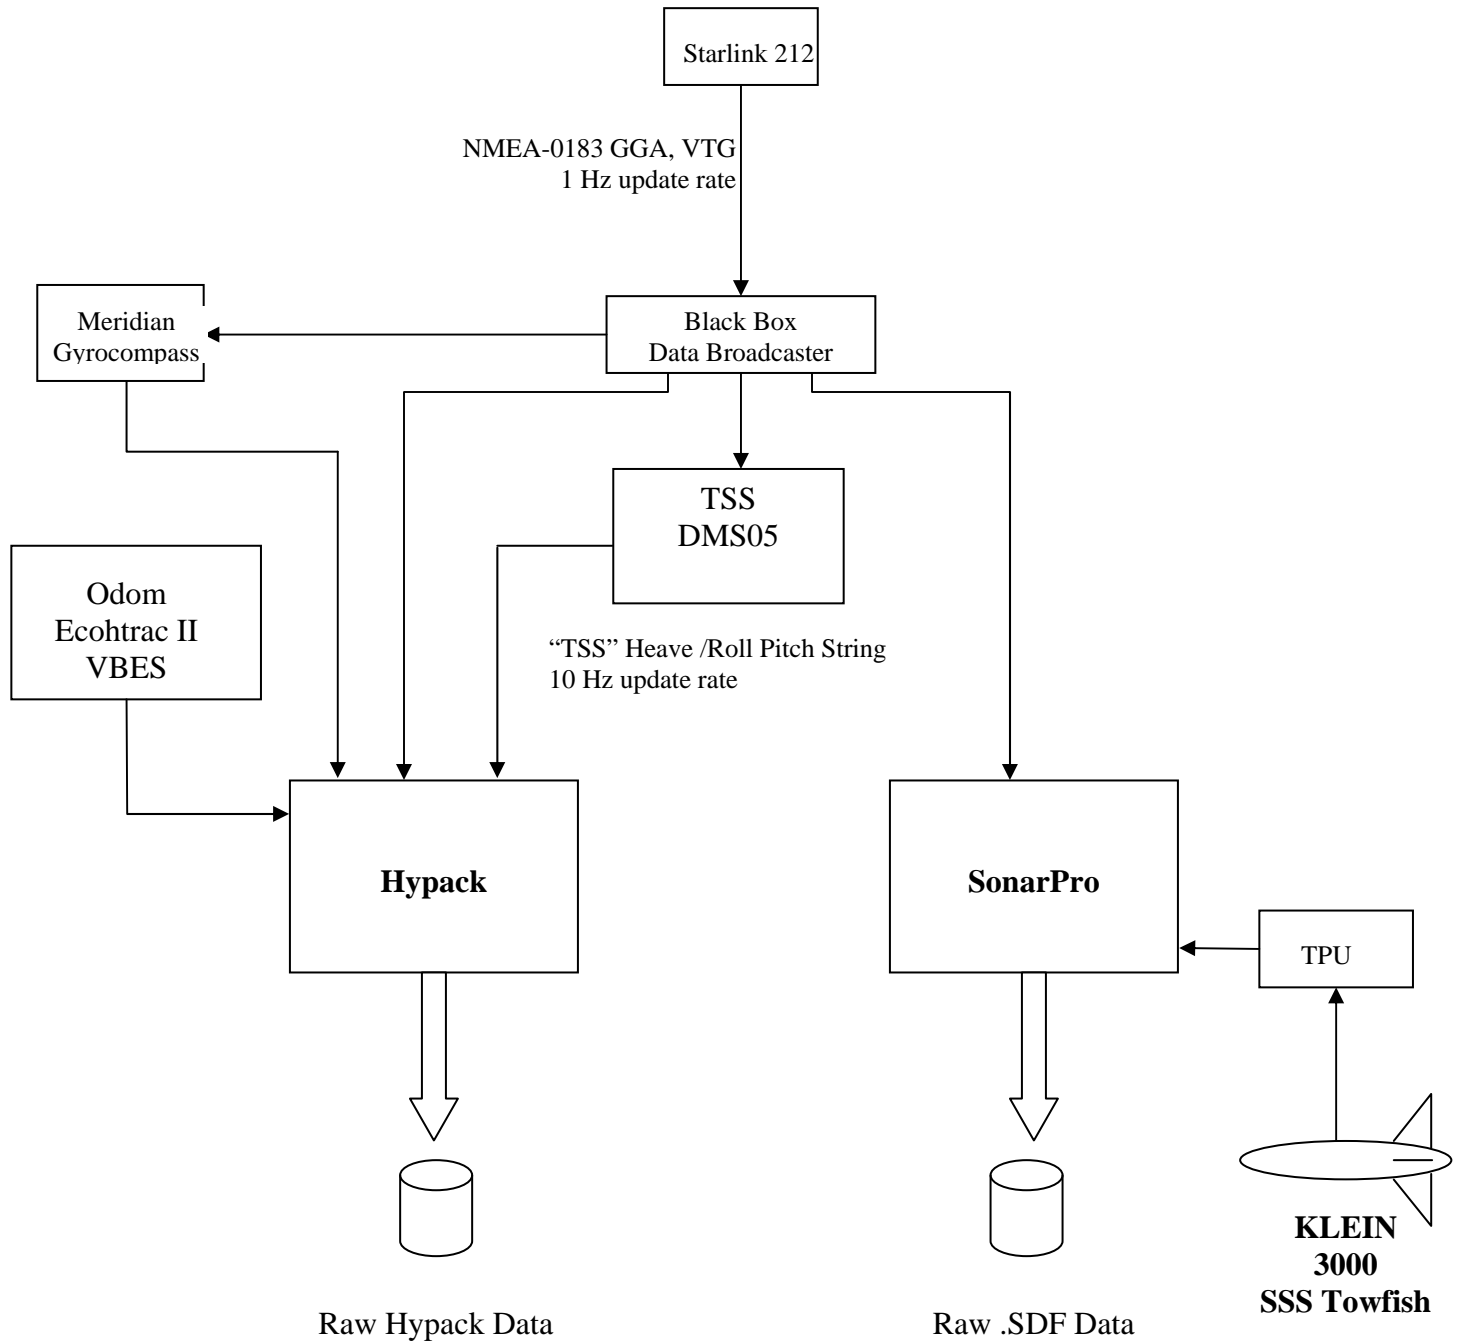 Starlink 212
NMEA-0183 GGA, VTG
1 Hz update rate
Meridian
Gyrocompass
Black Box
Data Broadcaster
TSS
DMS05
Odom
Ecohtrac II
VBES
“TSS” Heave /Roll Pitch String
10 Hz update rate
Hypack
SonarPro
TPU
KLEIN
3000
SSS Towfish
Raw Hypack Data
Raw .SDF Data